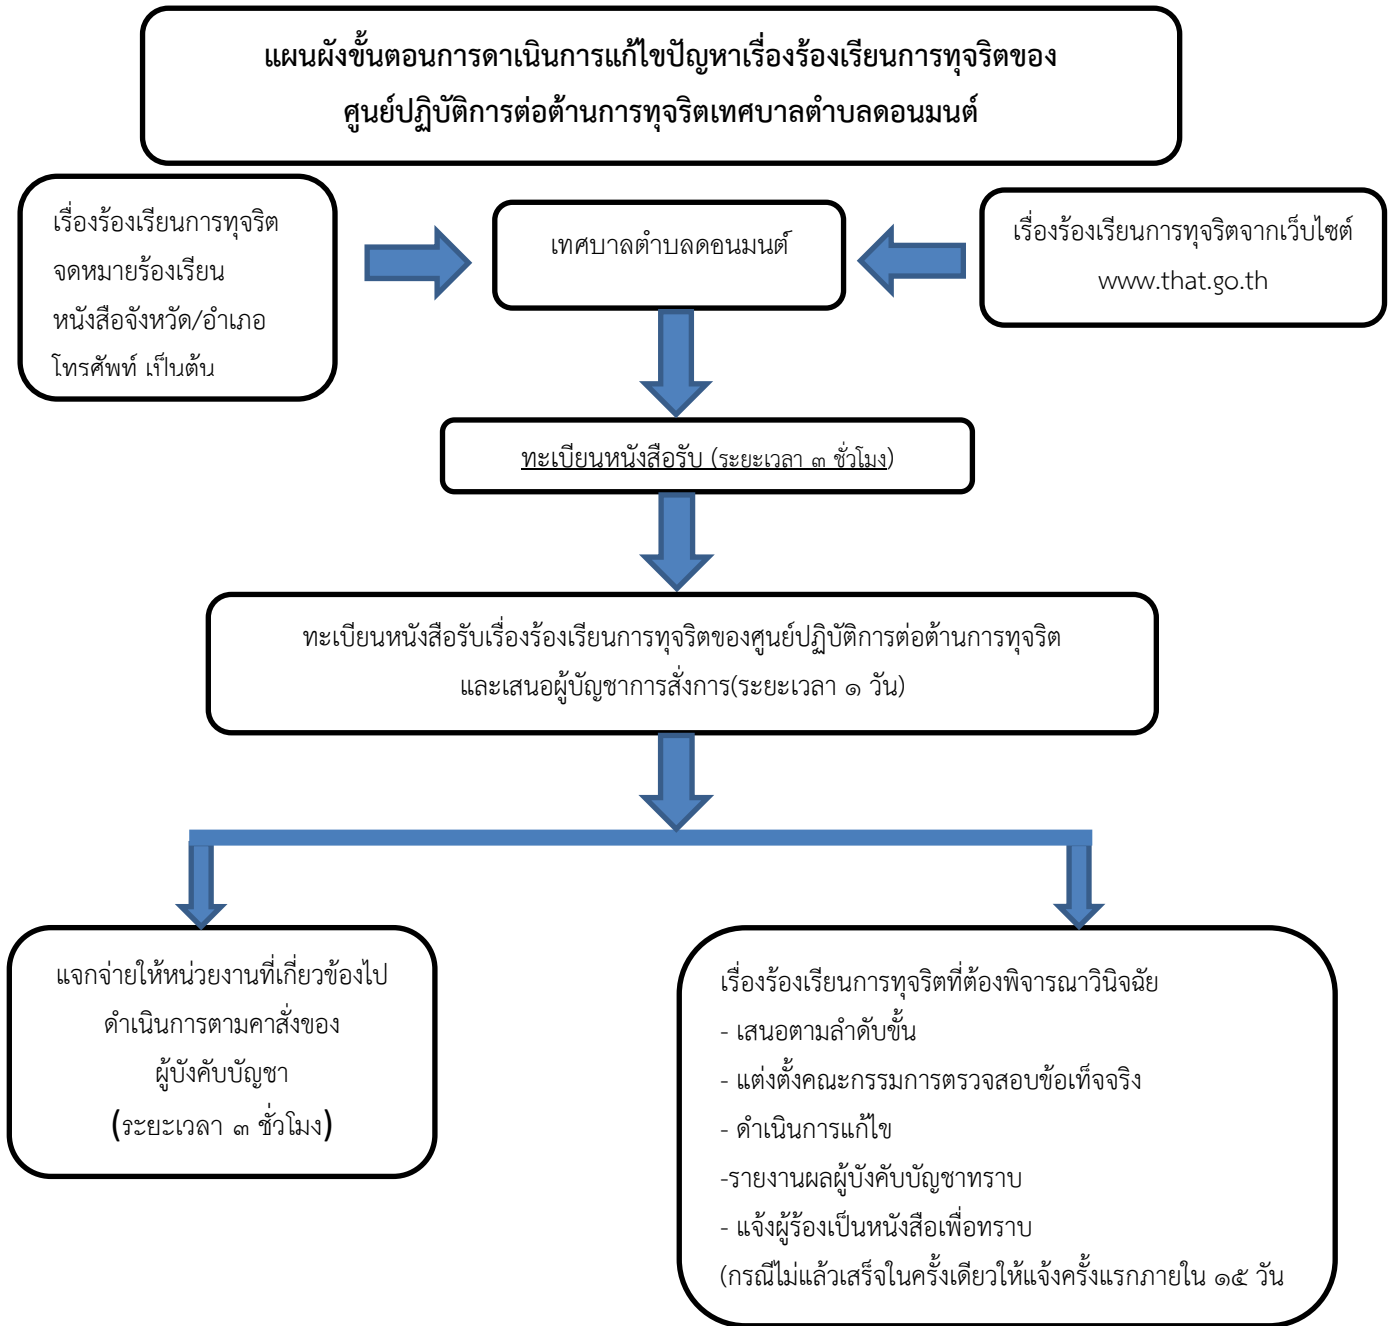 แผนผังขั้นตอนการดาเนินการแก้ไขปัญหาเรื่องร้องเรียนการทุจริตของ
ศูนย์ปฏิบัติการต่อต้านการทุจริตเทศบาลตำบลดอนมนต์
เรื่องร้องเรียนการทุจริต
จดหมายร้องเรียน
หนังสือจังหวัด/อำเภอ
โทรศัพท์ เป็นต้น
เทศบาลตำบลดอนมนต์
เรื่องร้องเรียนการทุจริตจากเว็บไซต์
www.that.go.th
ทะเบียนหนังสือรับ (ระยะเวลา ๓ ชั่วโมง)
ทะเบียนหนังสือรับเรื่องร้องเรียนการทุจริตของศูนย์ปฏิบัติการต่อต้านการทุจริต
และเสนอผู้บัญชาการสั่งการ(ระยะเวลา ๑ วัน)
แจกจ่ายให้หน่วยงานที่เกี่ยวข้องไป
ดำเนินการตามคาสั่งของ
ผู้บังคับบัญชา
(ระยะเวลา ๓ ชั่วโมง)
เรื่องร้องเรียนการทุจริตที่ต้องพิจารณาวินิจฉัย
- เสนอตามลำดับขั้น
- แต่งตั้งคณะกรรมการตรวจสอบข้อเท็จจริง
- ดำเนินการแก้ไข
-รายงานผลผู้บังคับบัญชาทราบ
- แจ้งผู้ร้องเป็นหนังสือเพื่อทราบ
(กรณีไม่แล้วเสร็จในครั้งเดียวให้แจ้งครั้งแรกภายใน ๑๕ วัน